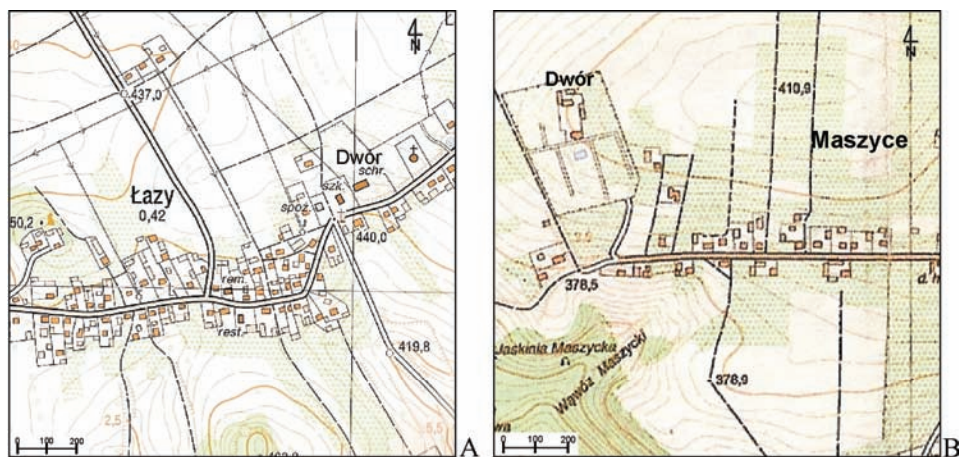 4
N
437,0
Dwór
schr.
szk.
Łazy
0,42
spoż.
50,2
440,0
rem.
rest.
419,8
2,5
5,5
0 100 200
A
4
N
Dwór
410,9
Maszyce
378,5
Jaskinia Maszycka
Wąwóz Maszycki
378,9
0 100 200
B